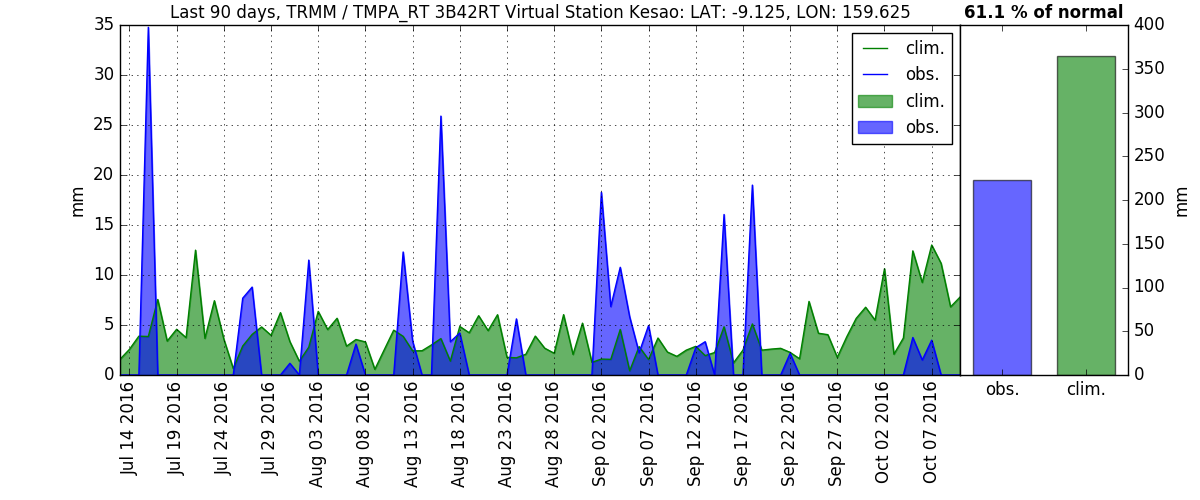 Last 90 days, TRMM / TMPA_RT 3B42RT Virtual Station Kesao: LAT: -9.125, LON: 159.625
61.1 % of normal
35
30
25
20
15
10
5
0
mm
clim.
obs.
clim.
obs.
400
350
300
250
200
150
100
50
0
mm
Jul 14 2016
Jul 19 2016
Jul 24 2016
Jul 29 2016
Aug 03 2016
Aug 08 2016
Aug 13 2016
Aug 18 2016
Aug 23 2016
Aug 28 2016
Sep 02 2016
Sep 07 2016
Sep 12 2016
Sep 17 2016
Sep 22 2016
Sep 27 2016
Oct 02 2016
Oct 07 2016
obs.
clim.